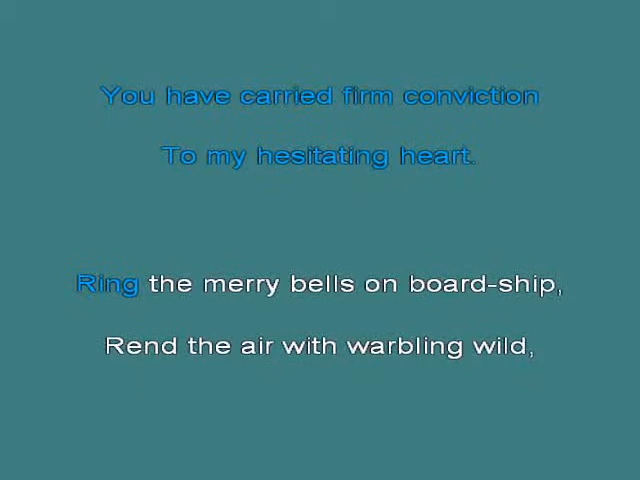 You have carried firm conviction
To my hesitating heart.
Ring the merry bells on board-ship,
Rend the air with warbling wild,